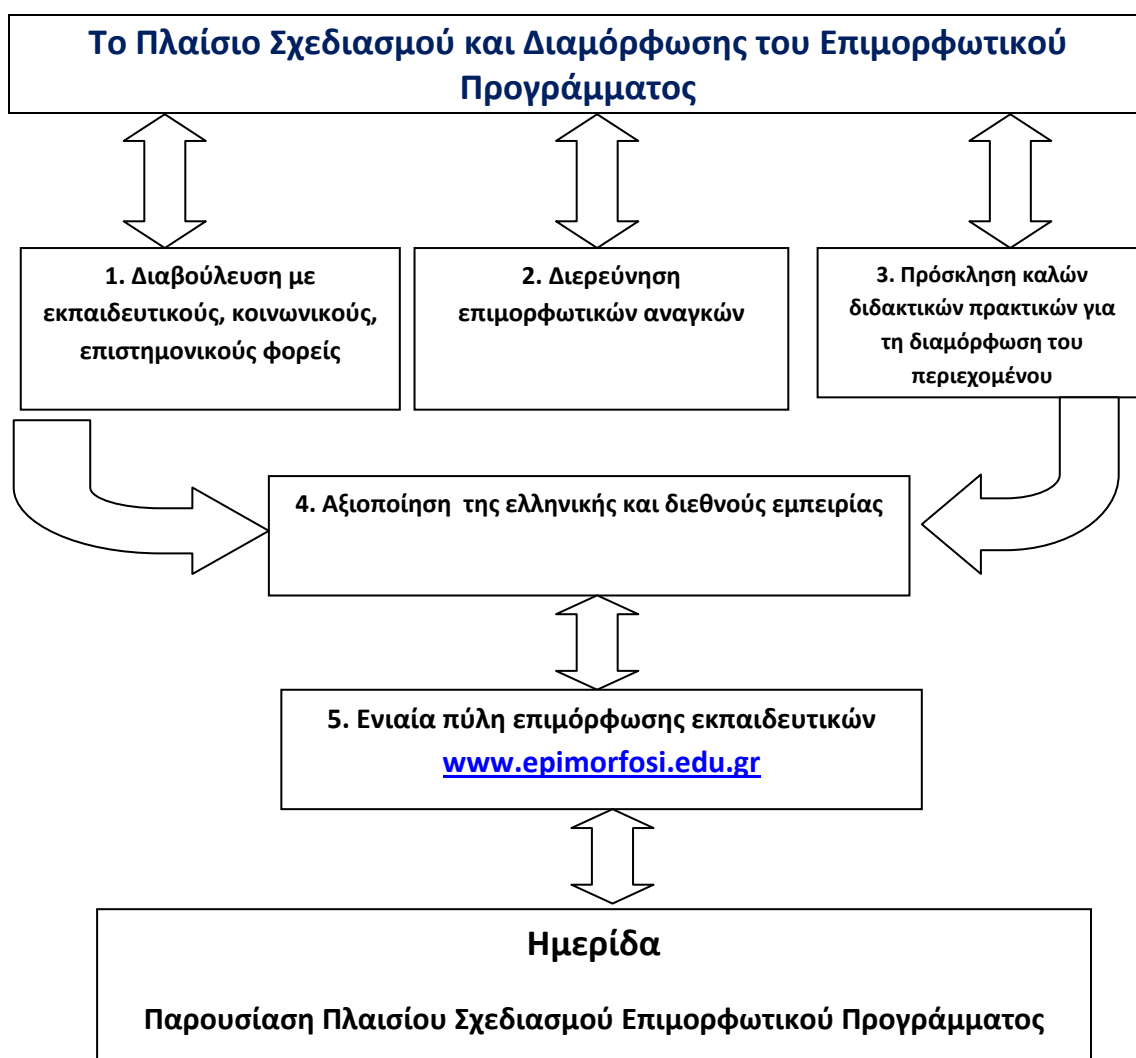 Το Πλαίσιο Σχεδιασμού και Διαμόρφωσης του Επιμορφωτικού
Προγράμματος
1. Διαβούλευση με
εκπαιδευτικούς, κοινωνικούς,
επιστημονικούς φορείς
2. Διερεύνηση
επιμορφωτικών αναγκών
3. Πρόσκληση καλών
διδακτικών πρακτικών για
τη διαμόρφωση του
περιεχομένου
4. Αξιοποίηση της ελληνικής και διεθνούς εμπειρίας
5. Ενιαία πύλη επιμόρφωσης εκπαιδευτικών
www.epimorfosi.edu.gr
Ημερίδα
Παρουσίαση Πλαισίου Σχεδιασμού Επιμορφωτικού Προγράμματος